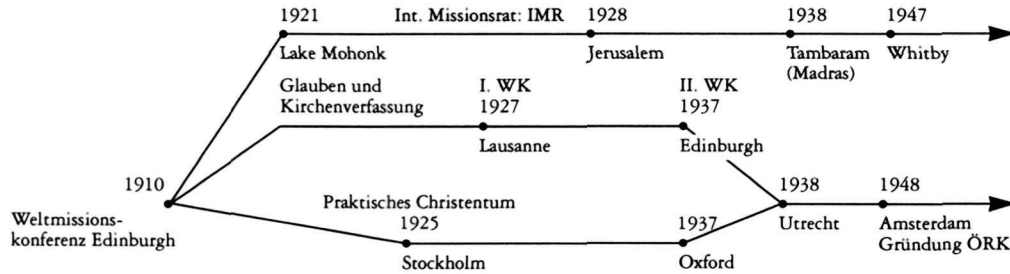 1921
Int. Missionsrat: IMR
1928
1938
1947
Lake Mohonk
Jerusalem
Tambaram
(Madras)
Whitby
Glauben und
Kirchenverfassung
I. WK
1927
II. WK
1937
Lausanne
Edinburgh
1910
Weltmissions-
konferenz Edinburgh
Praktisches Christentum
1925
1937
Stockholm
Oxford
1938
1948
Utrecht
Amsterdam
Gründung ÖRK